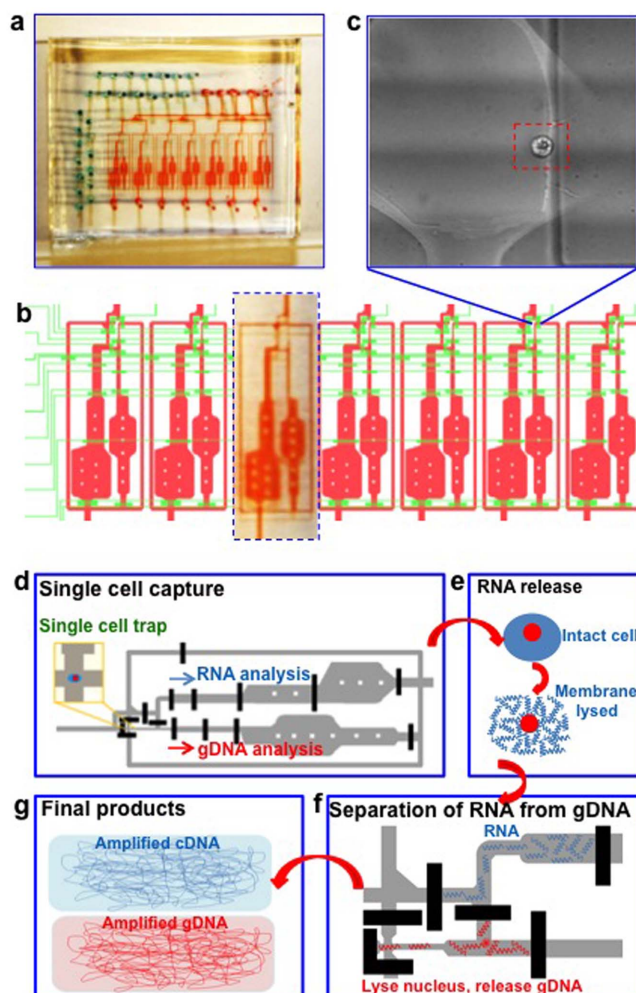 a
c
b
d
Single cell capture
Single cell trap
RNA analysis
gDNA analysis
e
RNA release
Intact cell
Membrane
lysed
g
Final products
Amplified cDNA
Amplified gDNA
f
Separation of RNA from gDNA
RNA
Lyse nucleus, release gDNA